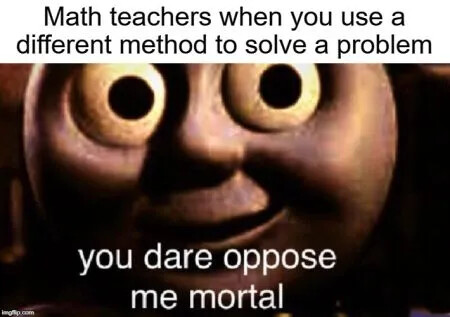 Math teachers when you use a
different method to solve a problem
you dare oppose
me mortal
imgflip.com